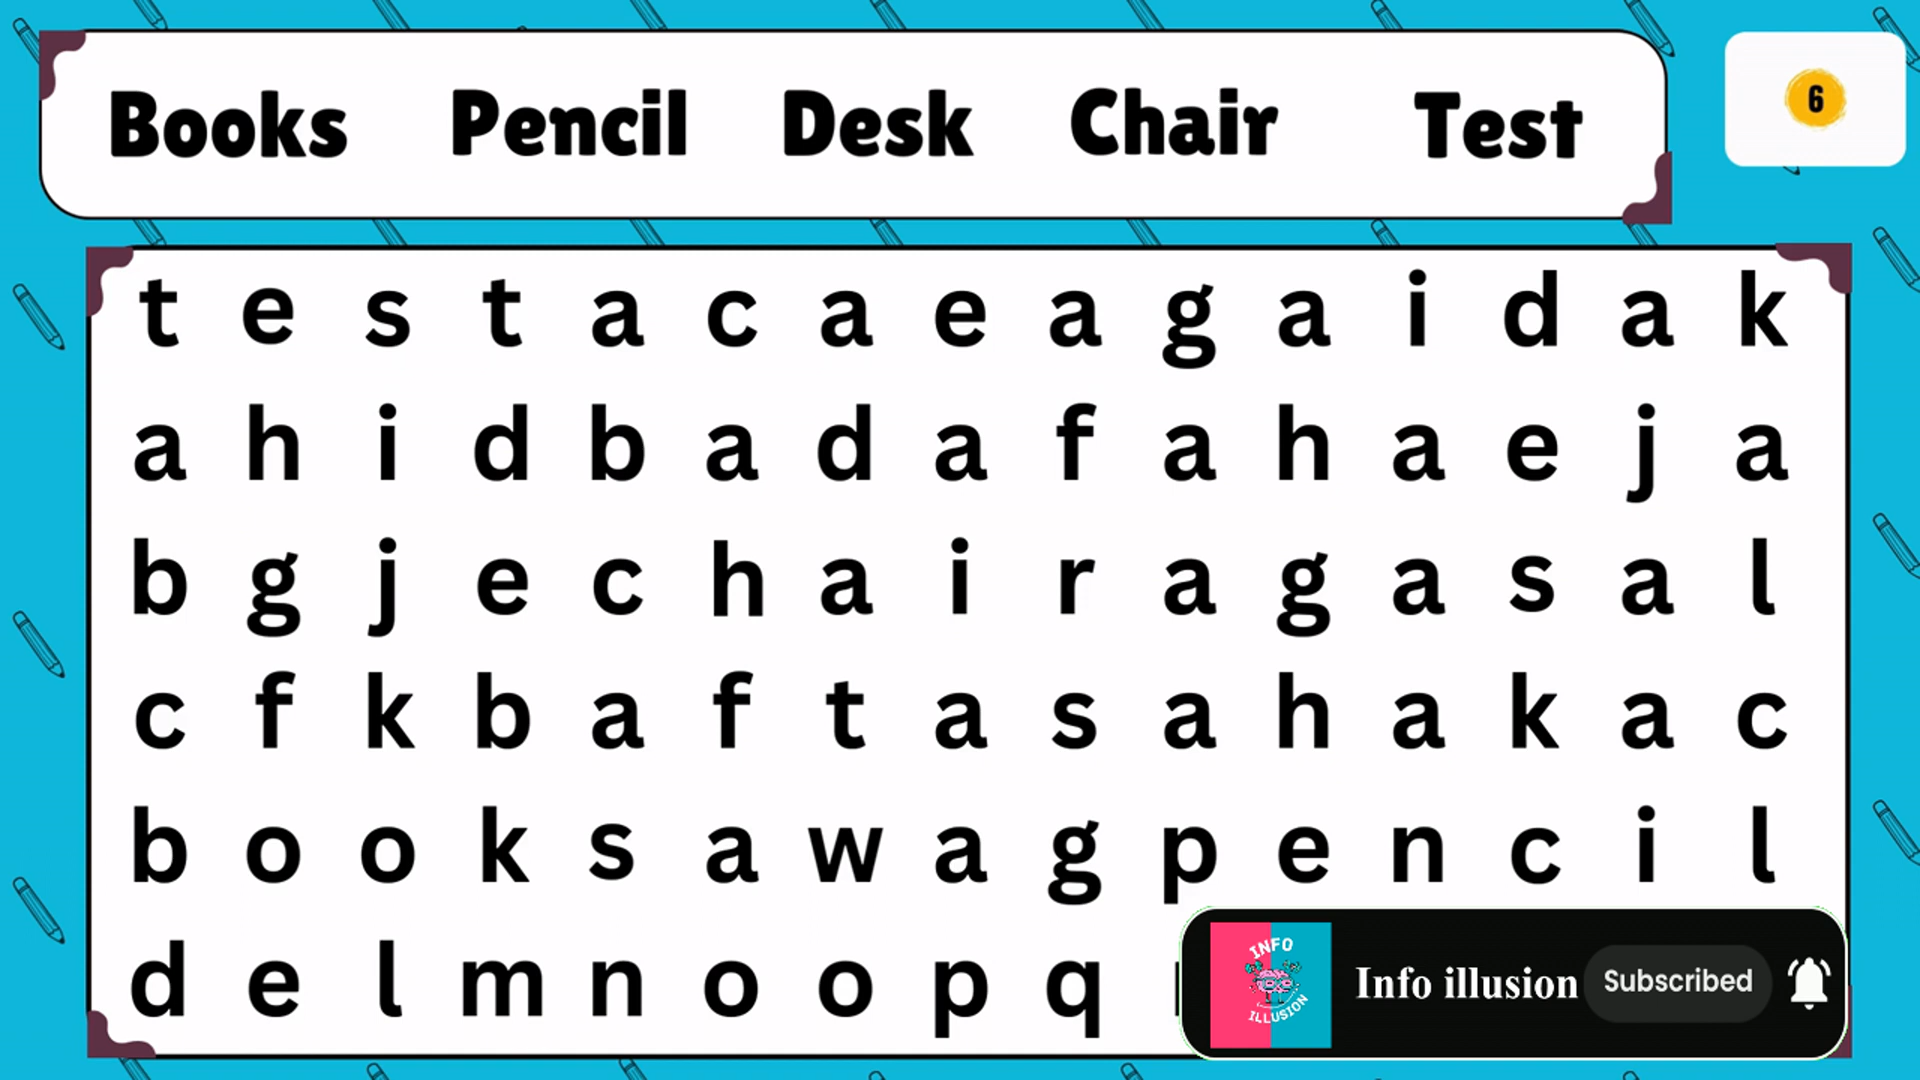 Books Pencil Desk Chair Test
6
t e s t a c a e a g a i d a k
a h i d b a d a f a h a e j a
b g j e c h a i r a g a s a l
c f k b a f t a s a h a k a c
b o o k s a w a g p e n c i l
d e l m n o o p q
INFO
ILLUSION
Info illusion Subscribed